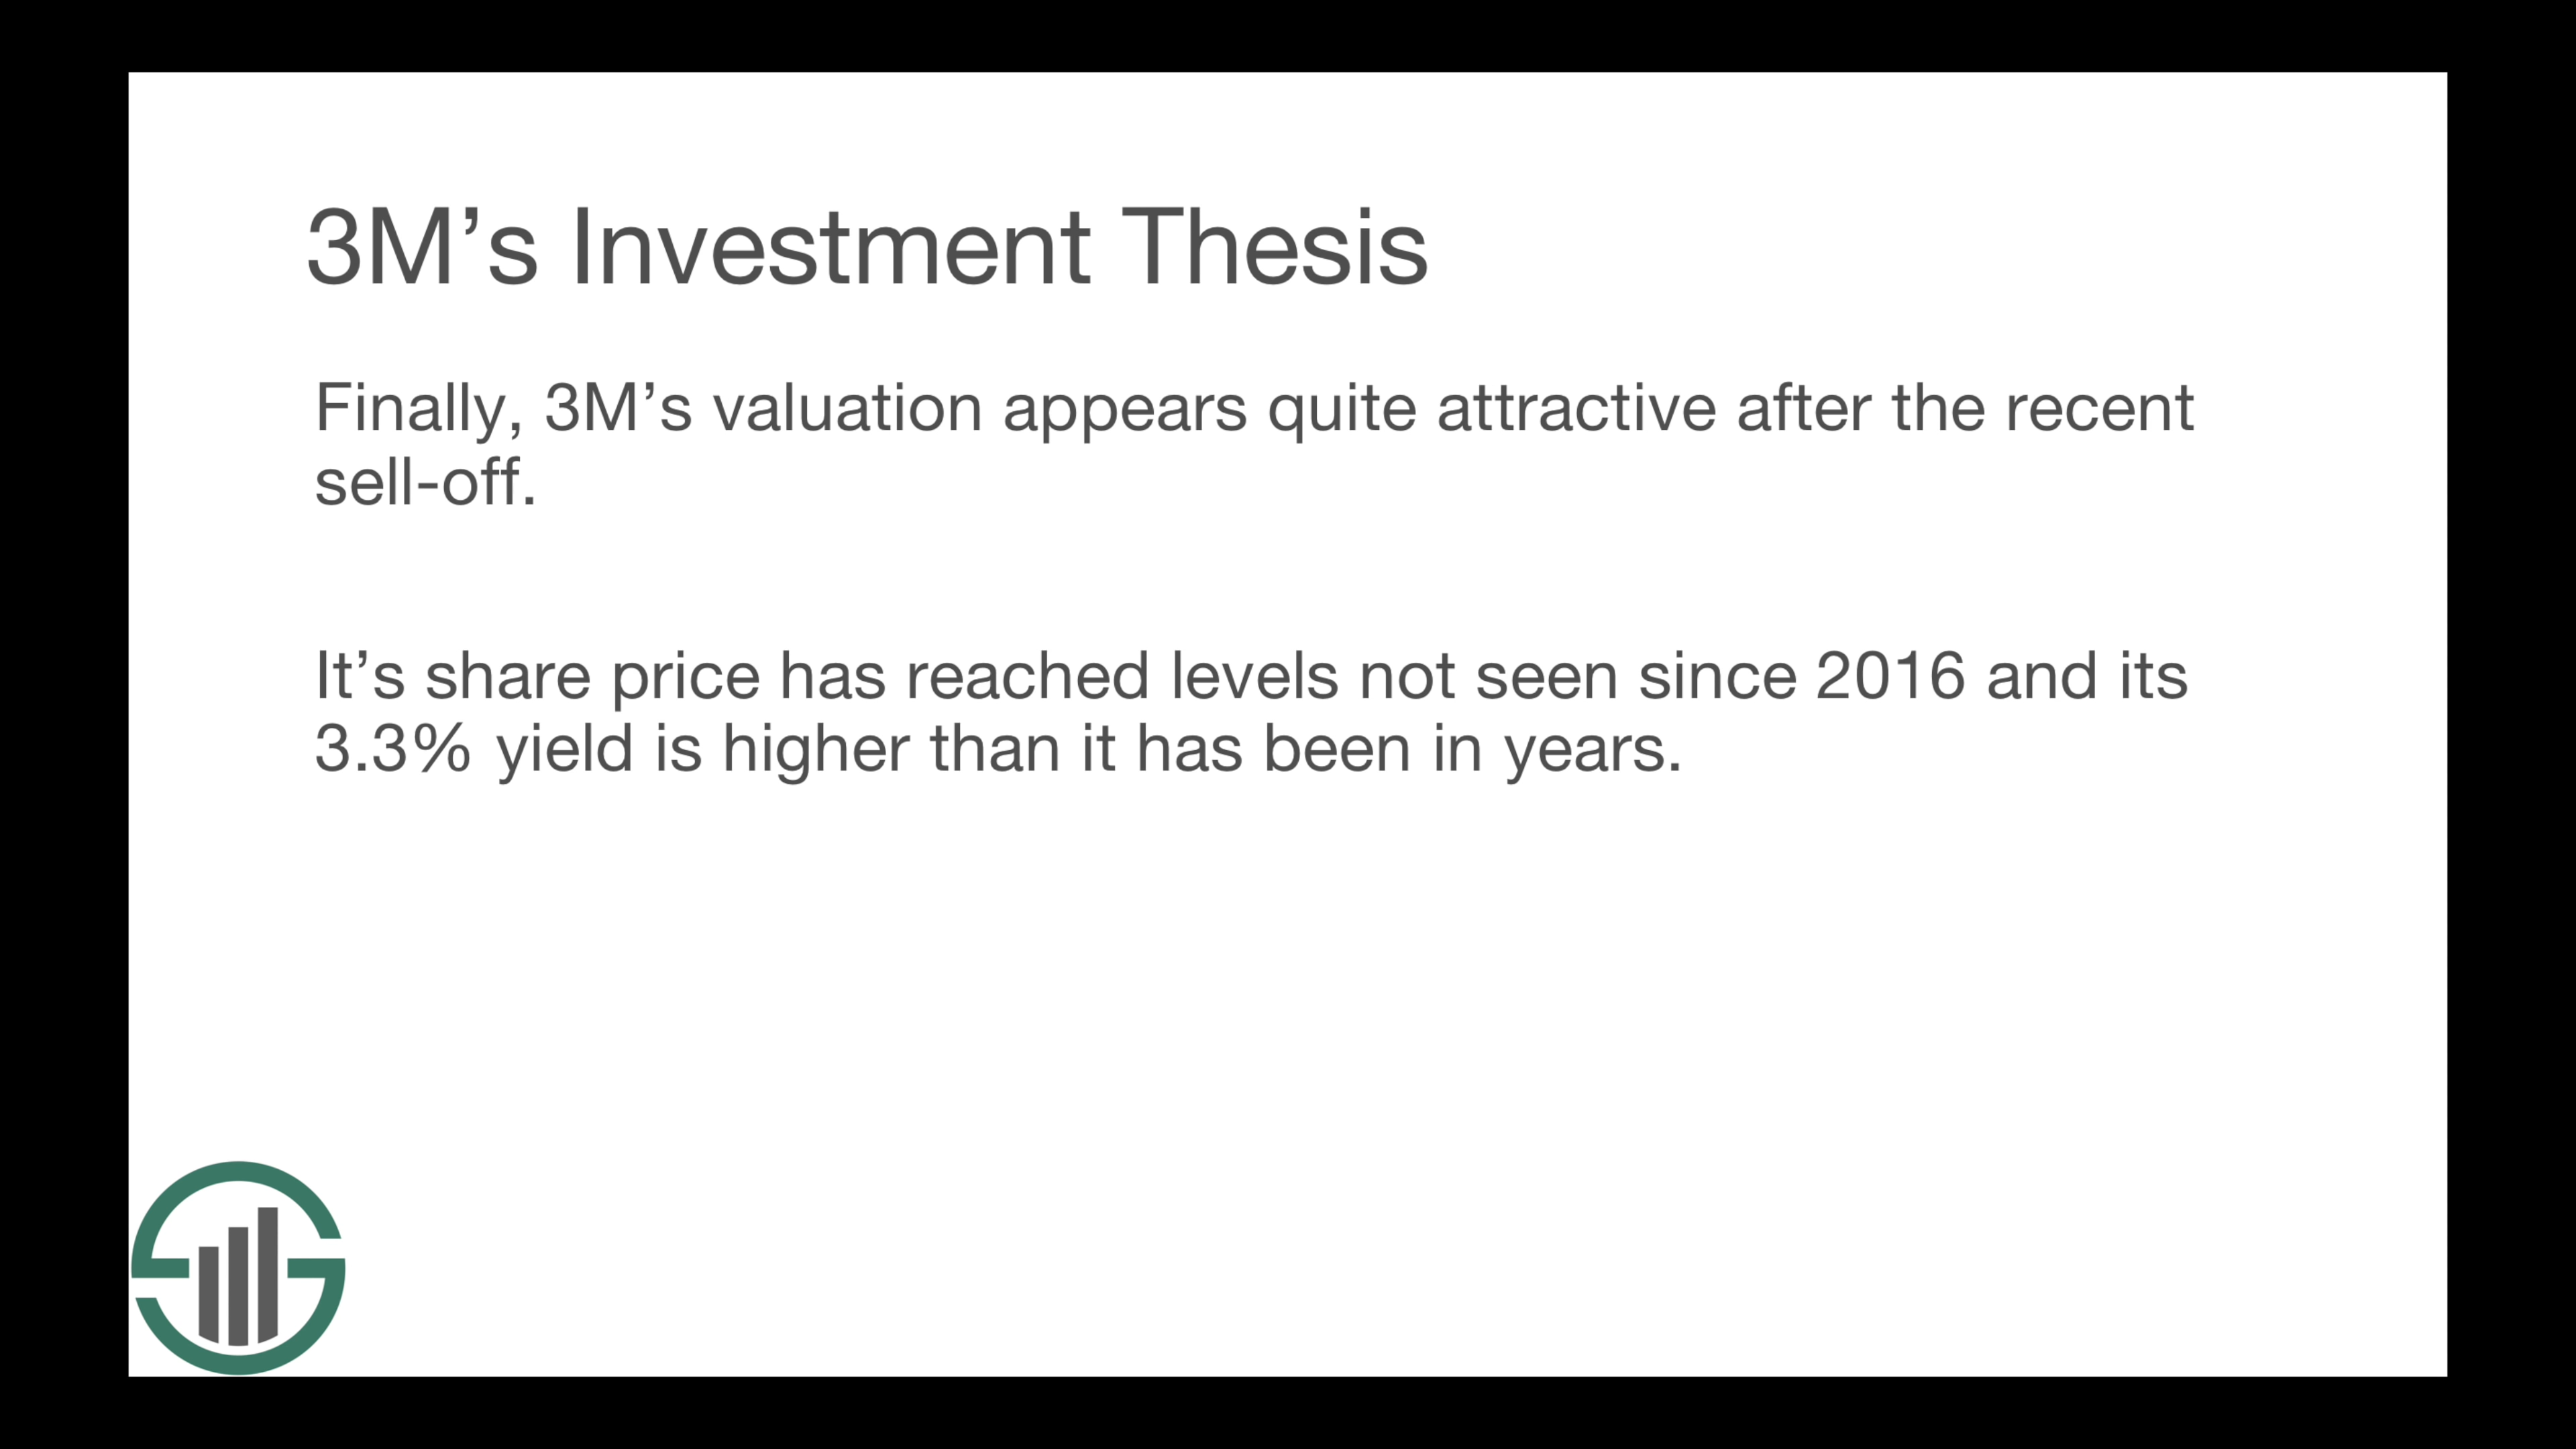 3M’s Investment Thesis
Finally, 3M’s valuation appears quite attractive after the recent
sell-off.
It’s share price has reached levels not seen since 2016 and its
3.3% yield is higher than it has been in years.